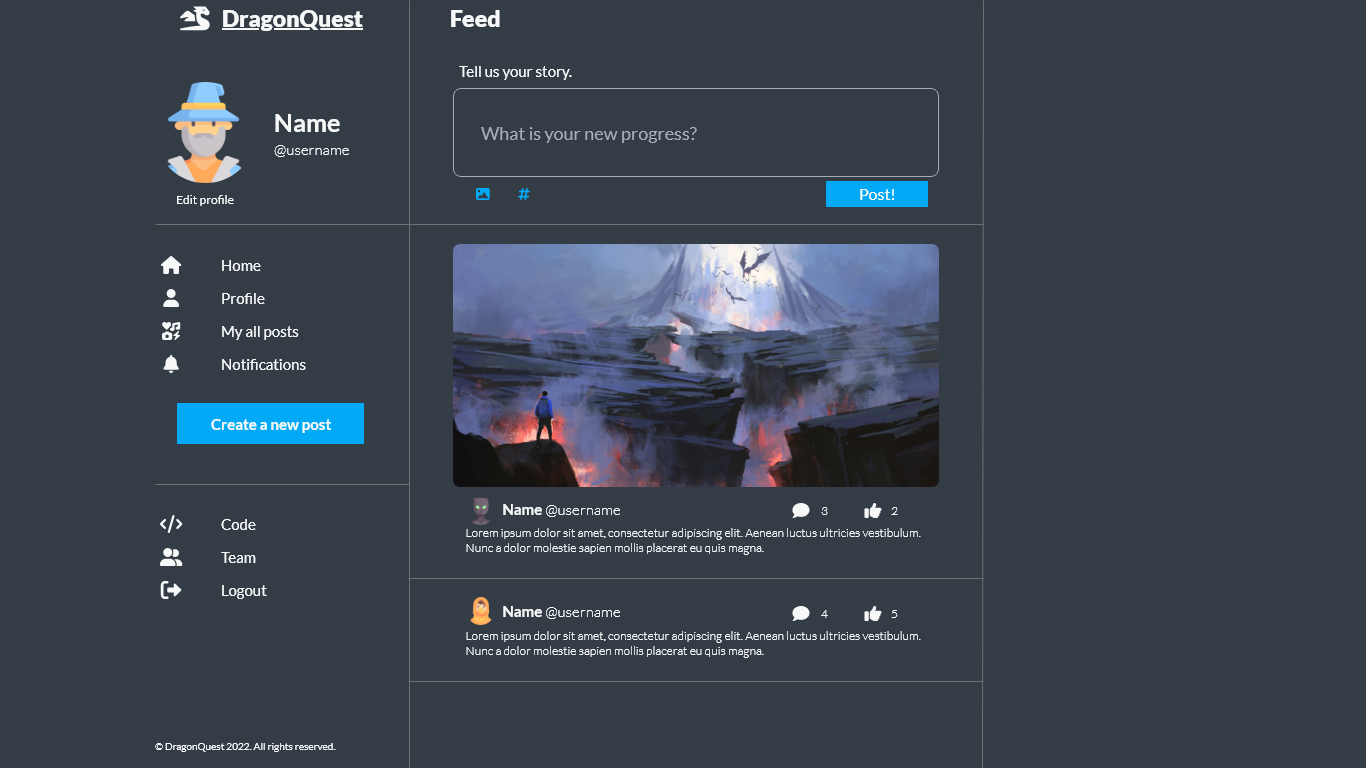 DragonQuest
Name
@username
Edit profile
Home
Profile
My all posts
Notifications
Create a new post
Code
Team
Logout
© DragonQuest 2022. All rights reserved.
Feed
Tell us your story.
What is your new progress?
#
Post!
Name @username
3
2
Lorem ipsum dolor sit amet, consectetur adipiscing elit. Aenean luctus ultricies vestibulum.
Nunc a dolor molestie sapien mollis placerat eu quis magna.
Name @username
4
5
Lorem ipsum dolor sit amet, consectetur adipiscing elit. Aenean luctus ultricies vestibulum.
Nunc a dolor molestie sapien mollis placerat eu quis magna.